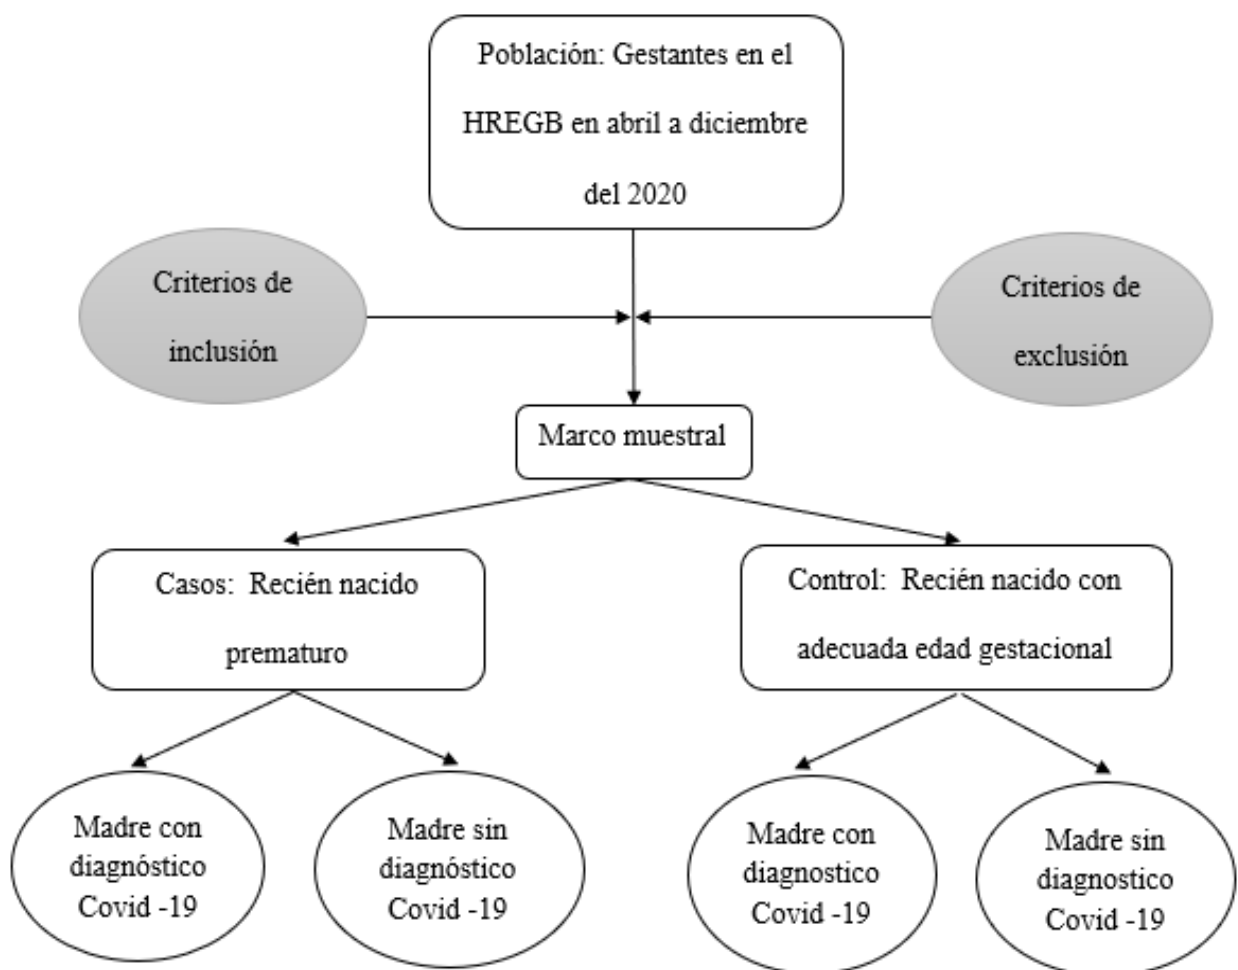 Población: Gestantes en el
HREGB en abril a diciembre
del 2020
Criterios de
inclusión
Criterios de
exclusión
Marco muestral
Casos: Recién nacido
prematuro
Control: Recién nacido con
adecuada edad gestacional
Madre con
diagnóstico
Covid -19
Madre sin
diagnóstico
Covid -19
Madre con
diagnostico
Covid -19
Madre sin
diagnostico
Covid -19